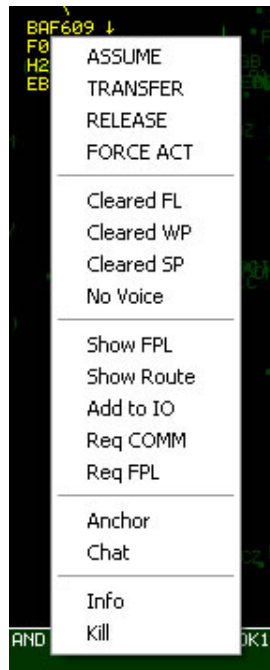 BAF609 ↓
F0
H2
EB
ASSUME
TRANSFER
RELEASE
FORCE ACT
Cleared FL
Cleared WP
Cleared SP
No Voice
Show FPL
Show Route
Add to IO
Req COMM
Req FPL
Anchor
Chat
Info
Kill
AND
OK1